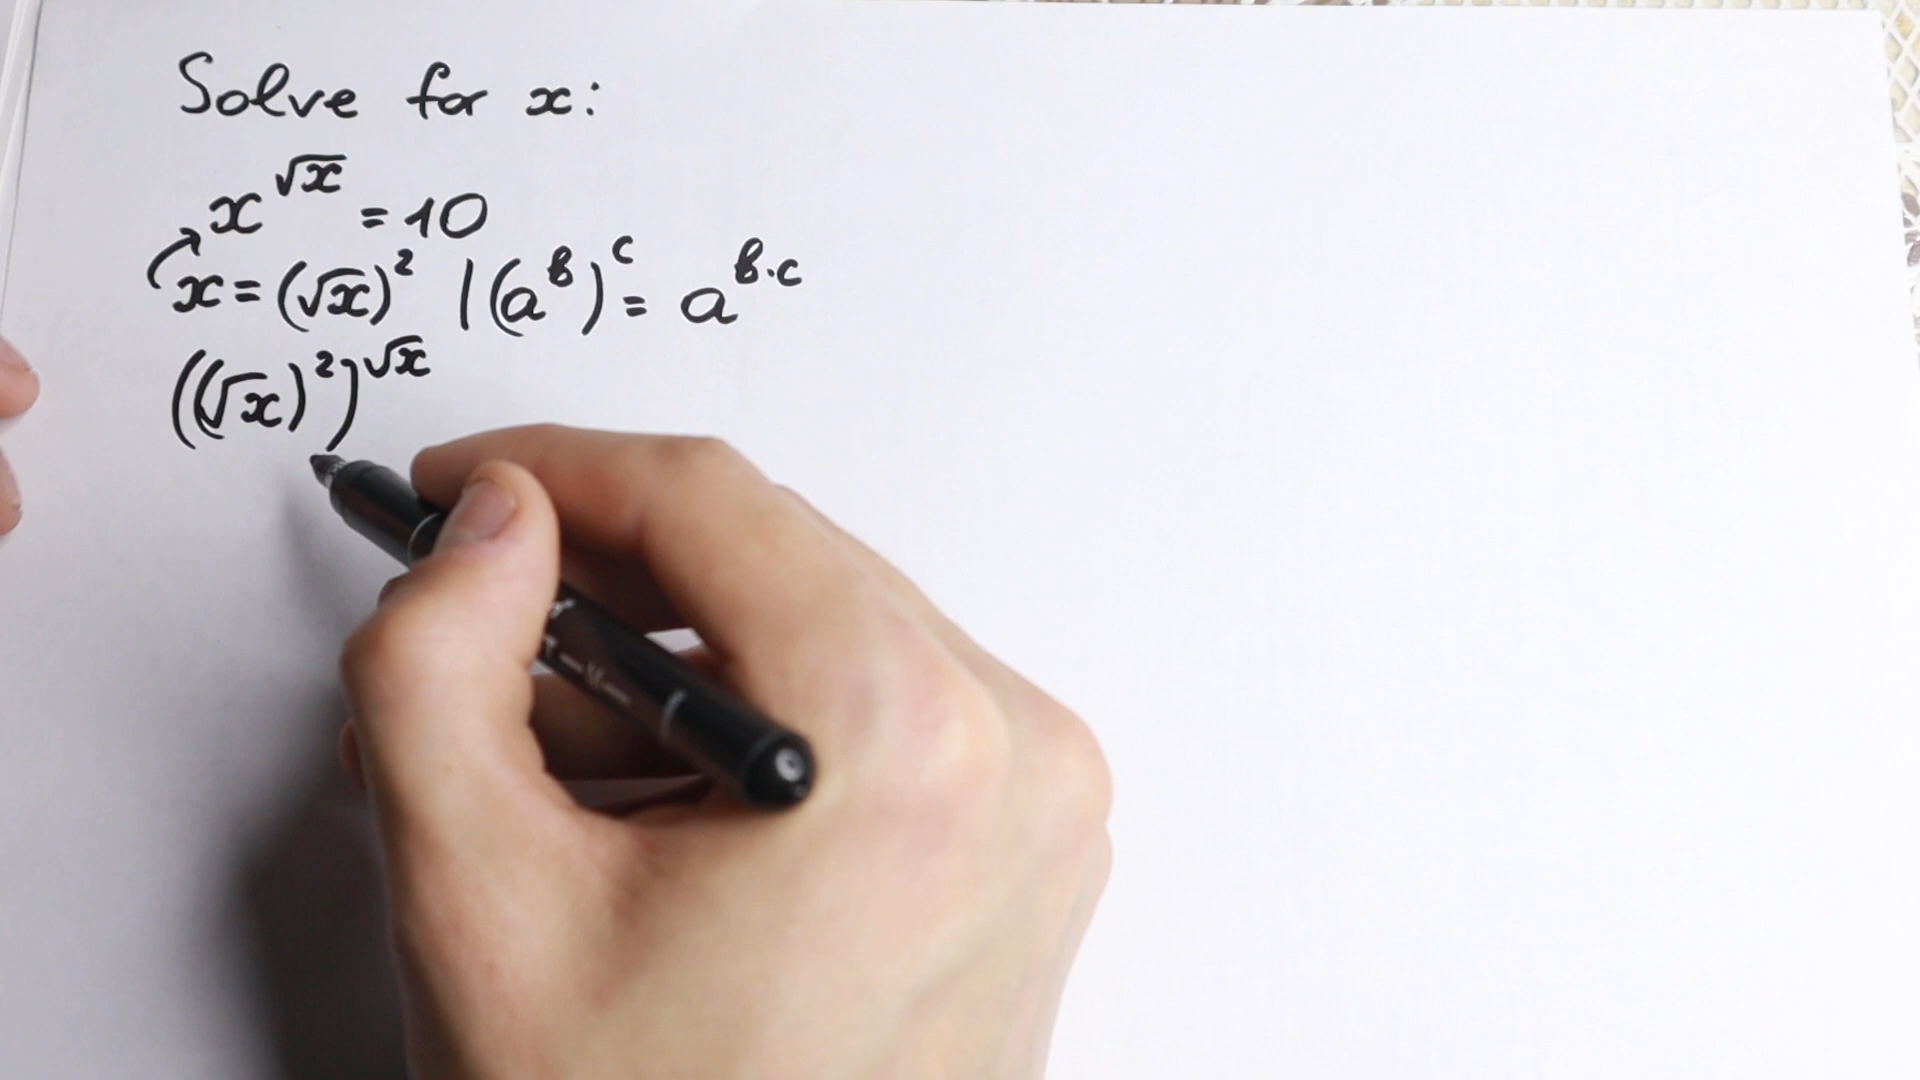 Solve for x:
x^√x = 10
x = (√x)² | (a^b)^c = a^b·c
((√x)²)^√x